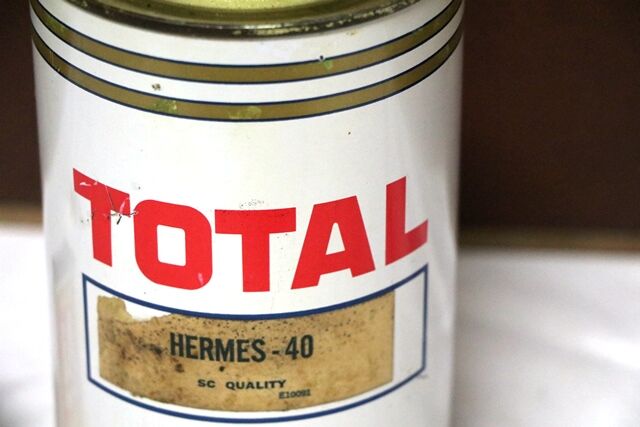 TOTAL
HERMES - 40
SC QUALITY
E10091